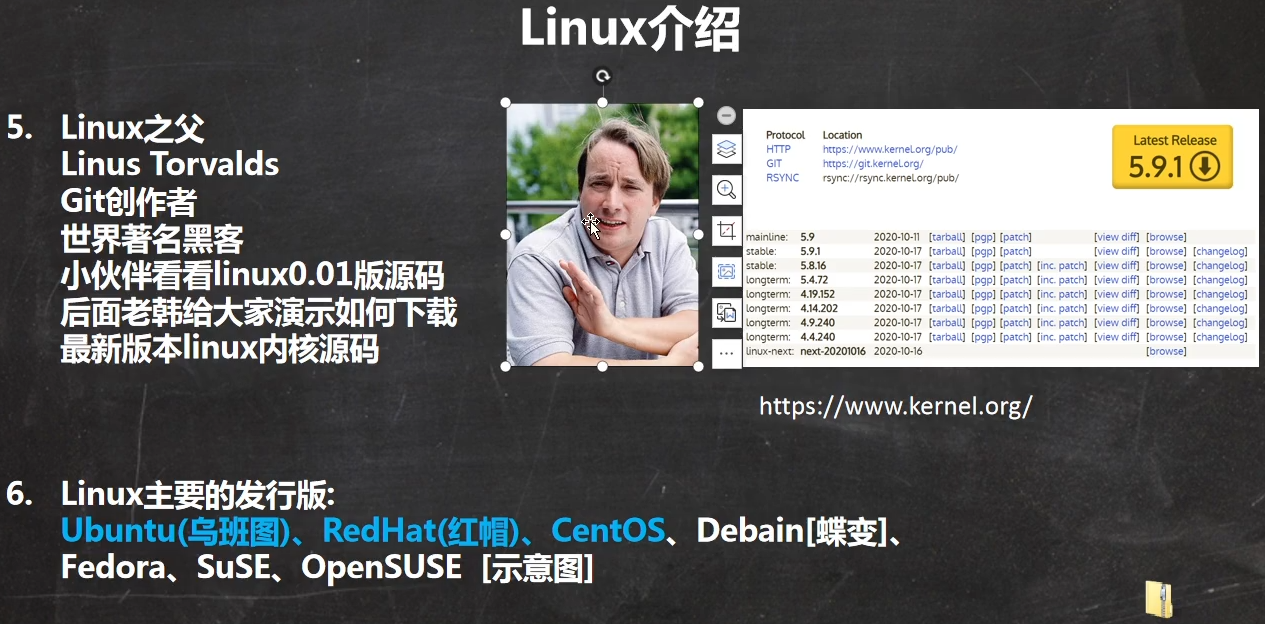 Linux介绍
5. Linux之父
Linus Torvalds
Git创作者
世界著名黑客
小伙伴看看linux0.01版源码
后面老韩给大家演示如何下载
最新版本linux内核源码
Protocol Location
HTTP https://www.kernel.org/pub/
GIT https://git.kernel.org/
RSYNC rsync://rsync.kernel.org/pub/
Latest Release
5.9.1
mainline: 5.9 2020-10-11 [tarball] [pgp] [patch] [view diff] [browse]
stable: 5.9.1 2020-10-17 [tarball] [pgp] [patch] [view diff] [browse] [changelog]
stable: 5.8.16 2020-10-17 [tarball] [pgp] [patch] [inc. patch] [view diff] [browse] [changelog]
longterm: 5.4.72 2020-10-17 [tarball] [pgp] [patch] [inc. patch] [view diff] [browse] [changelog]
longterm: 4.19.152 2020-10-17 [tarball] [pgp] [patch] [inc. patch] [view diff] [browse] [changelog]
longterm: 4.14.202 2020-10-17 [tarball] [pgp] [patch] [inc. patch] [view diff] [browse] [changelog]
longterm: 4.9.240 2020-10-17 [tarball] [pgp] [patch] [inc. patch] [view diff] [browse] [changelog]
longterm: 4.4.240 2020-10-17 [tarball] [pgp] [patch] [inc. patch] [view diff] [browse] [changelog]
linux-next: next-20201016 2020-10-16 [browse]
https://www.kernel.org/
6. Linux主要的发行版:
Ubuntu(乌班图)、RedHat(红帽)、CentOS、Debain[蝶变]、
Fedora、SuSE、OpenSUSE [示意图]